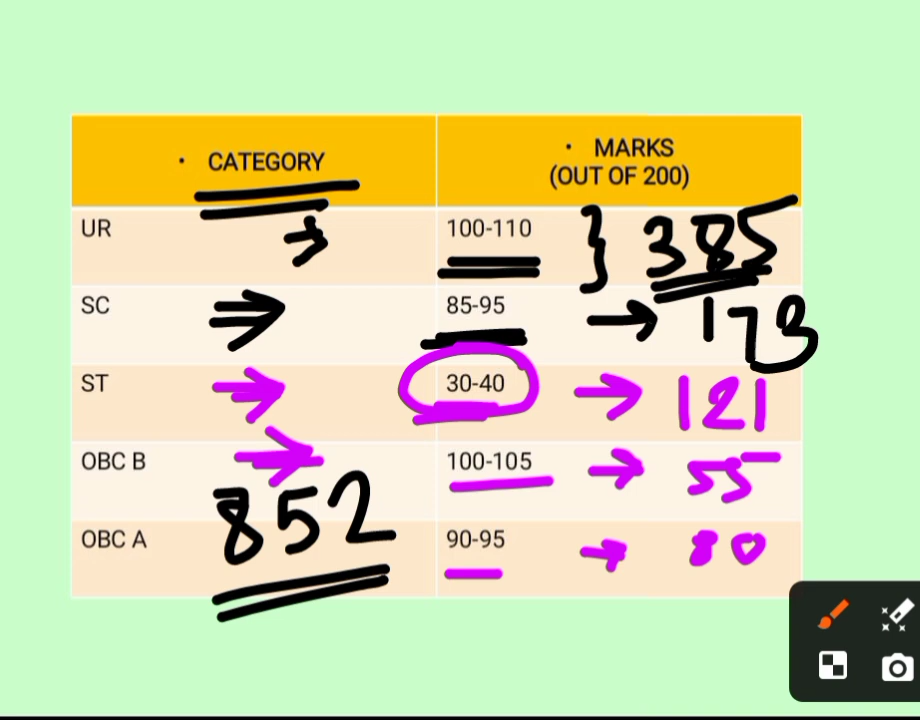 • CATEGORY
• MARKS
(OUT OF 200)
UR → 100-110 } 385
SC → 85-95 → 173
ST → 30-40 → 121
OBC B → 100-105 → 55
OBC A 90-95 → 80
852